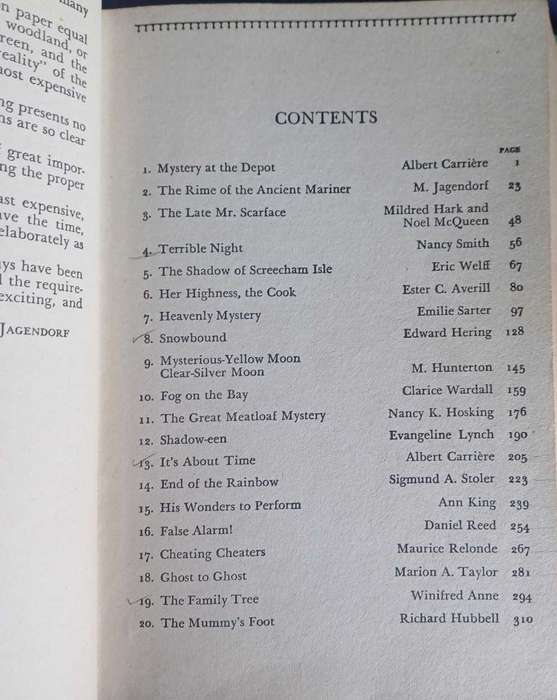 many
n paper equal
woodland, or
reen, and the
eality" of the
nost expensive
ng presents no
ns are so clear
great impor-
ng the proper
ast expensive,
ave the time,
elaborately as
ays have been
l the require-
exciting, and
JAGENDORF
CONTENTS
PAGE
1. Mystery at the Depot Albert Carrière 1
2. The Rime of the Ancient Mariner M. Jagendorf 23
3. The Late Mr. Scarface Mildred Hark and
Noel McQueen 48
4. Terrible Night Nancy Smith 56
5. The Shadow of Screecham Isle Eric Welff 67
6. Her Highness, the Cook Ester C. Averill 80
7. Heavenly Mystery Emilie Sarter 97
8. Snowbound Edward Hering 128
9. Mysterious-Yellow Moon
Clear-Silver Moon M. Hunterton 145
10. Fog on the Bay Clarice Wardall 159
11. The Great Meatloaf Mystery Nancy K. Hosking 176
12. Shadow-een Evangeline Lynch 190
13. It's About Time Albert Carrière 205
14. End of the Rainbow Sigmund A. Stoler 223
15. His Wonders to Perform Ann King 239
16. False Alarm! Daniel Reed 254
17. Cheating Cheaters Maurice Relonde 267
18. Ghost to Ghost Marion A. Taylor 281
19. The Family Tree Winifred Anne 294
20. The Mummy's Foot Richard Hubbell 310